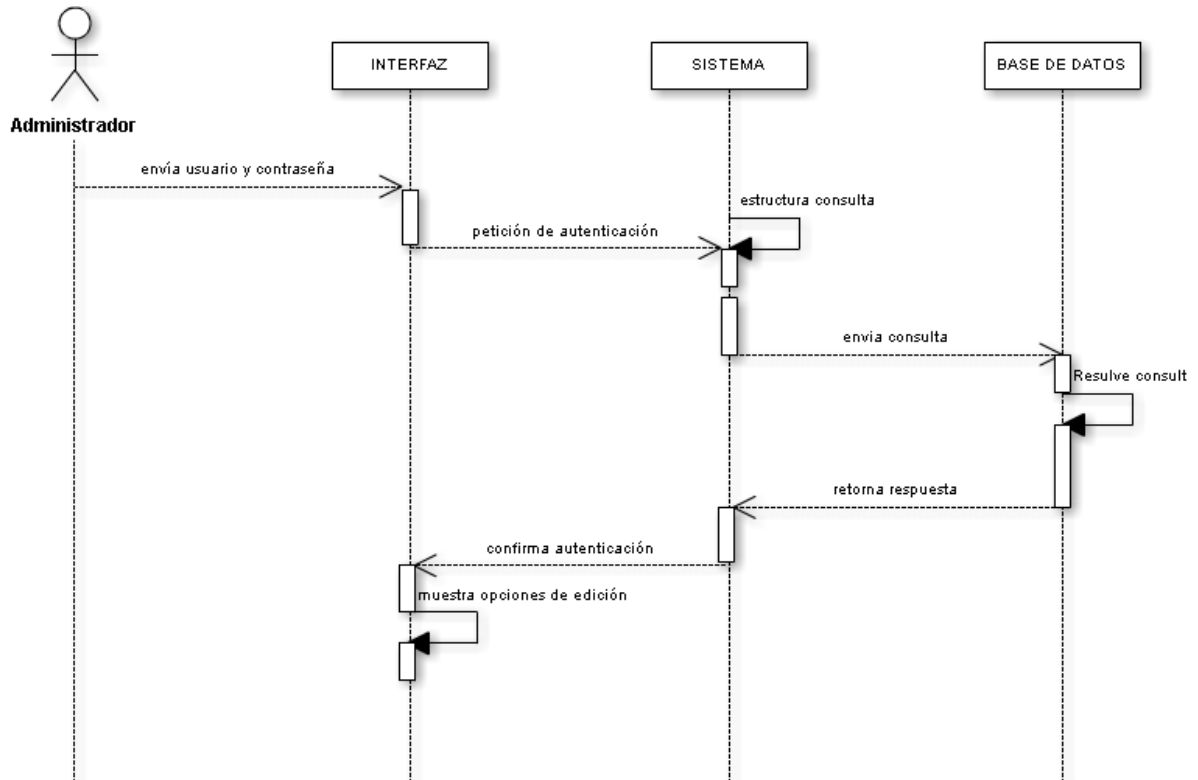 INTERFAZ
SISTEMA
BASE DE DATOS
Administrador
envía usuario y contraseña
estructura consulta
petición de autenticación
envia consulta
Resulve consult
retorna respuesta
confirma autenticación
muestra opciones de edición